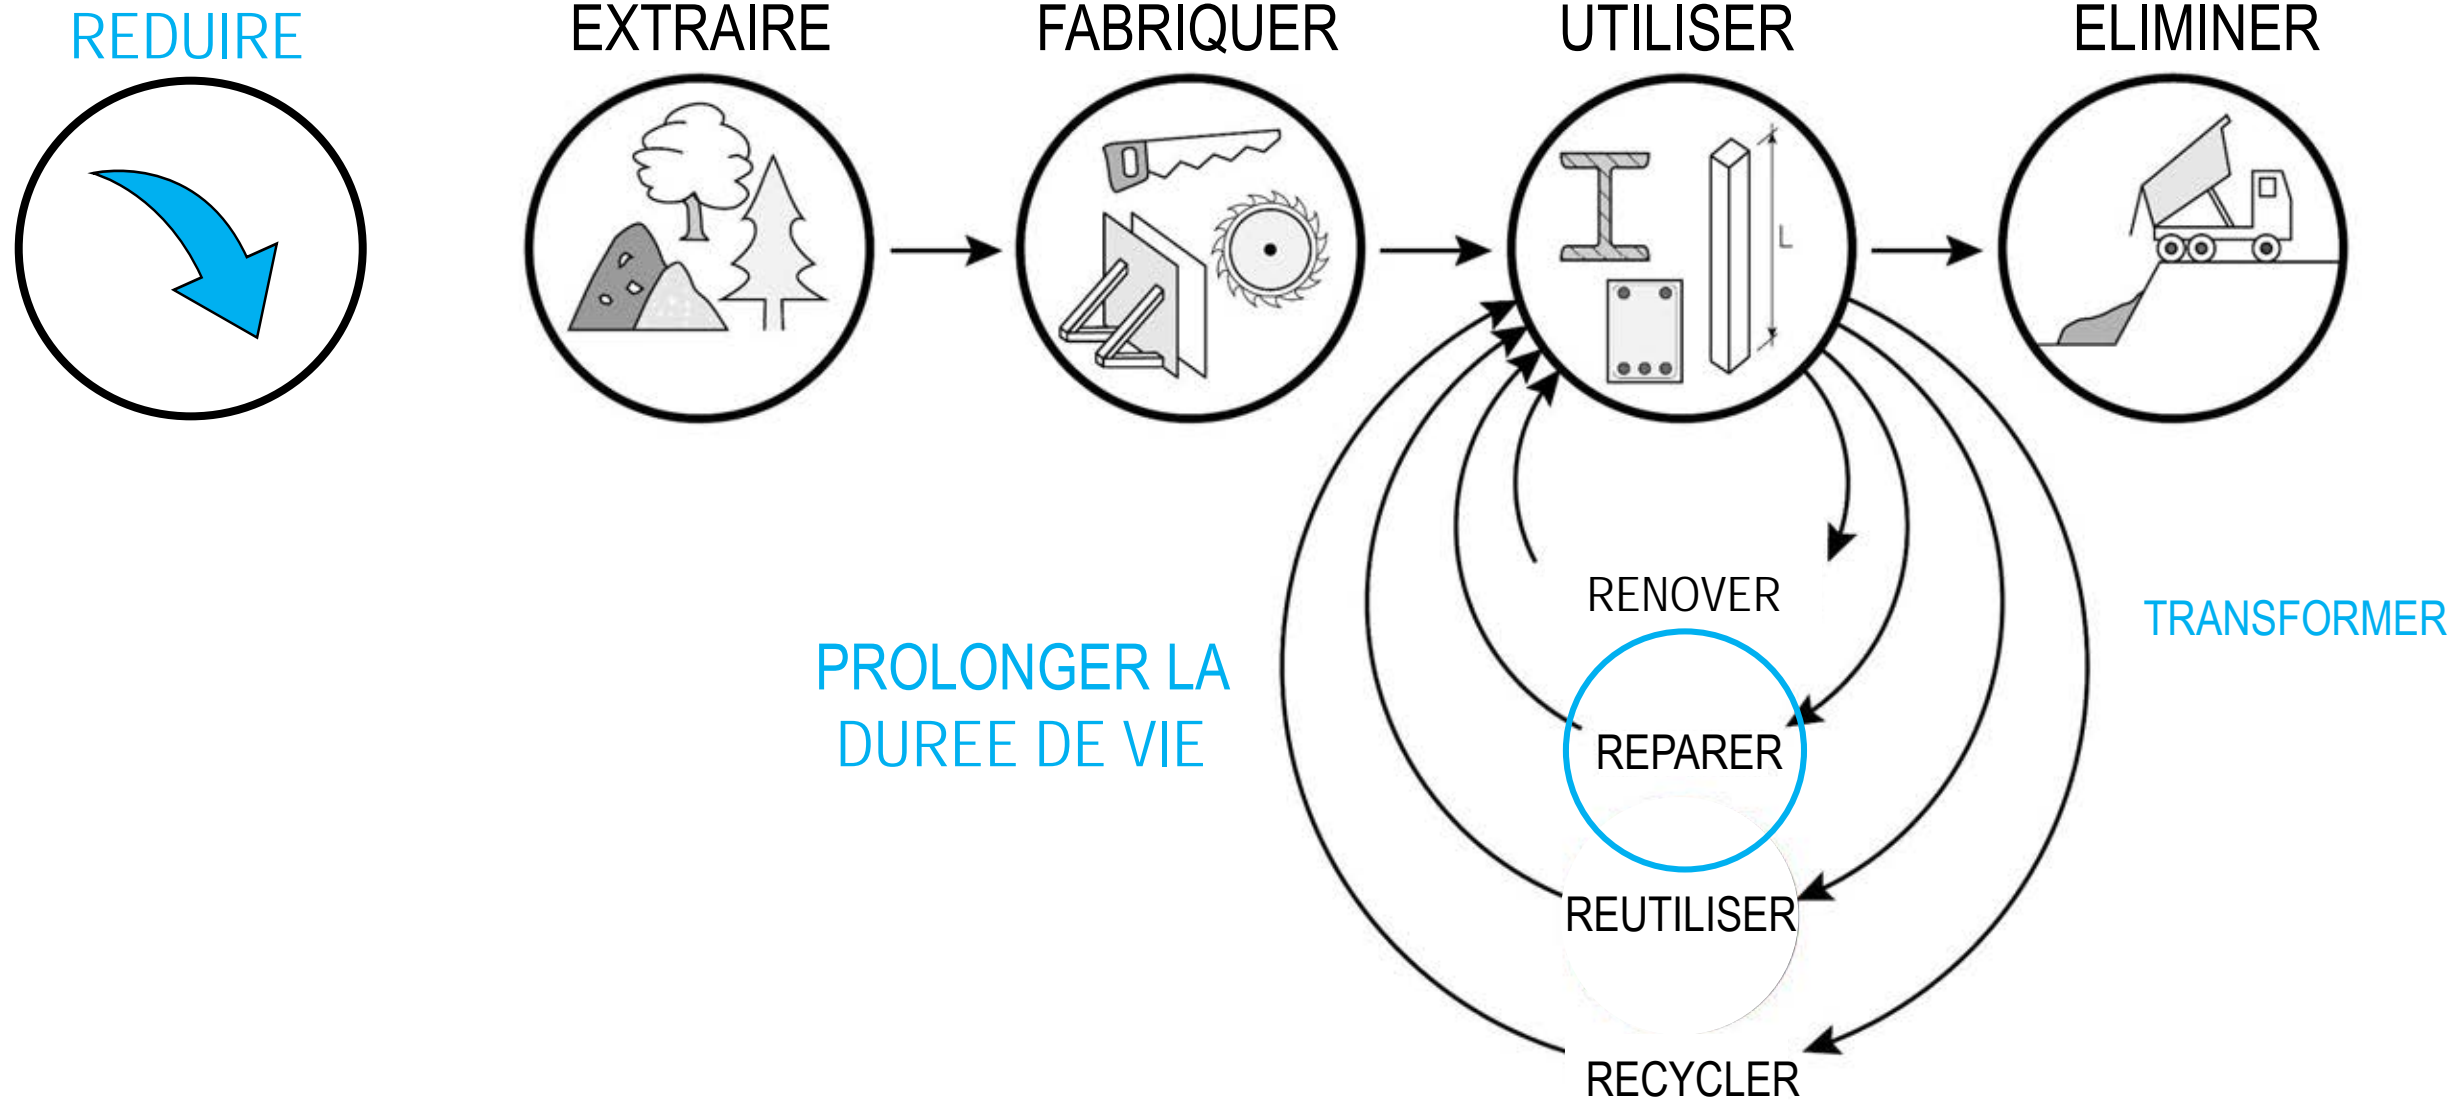 REDUIRE
EXTRAIRE
FABRIQUER
UTILISER
ELIMINER
L
RENOVER
TRANSFORMER
PROLONGER LA
DUREE DE VIE
REPARER
REUTILISER
RECYCLER